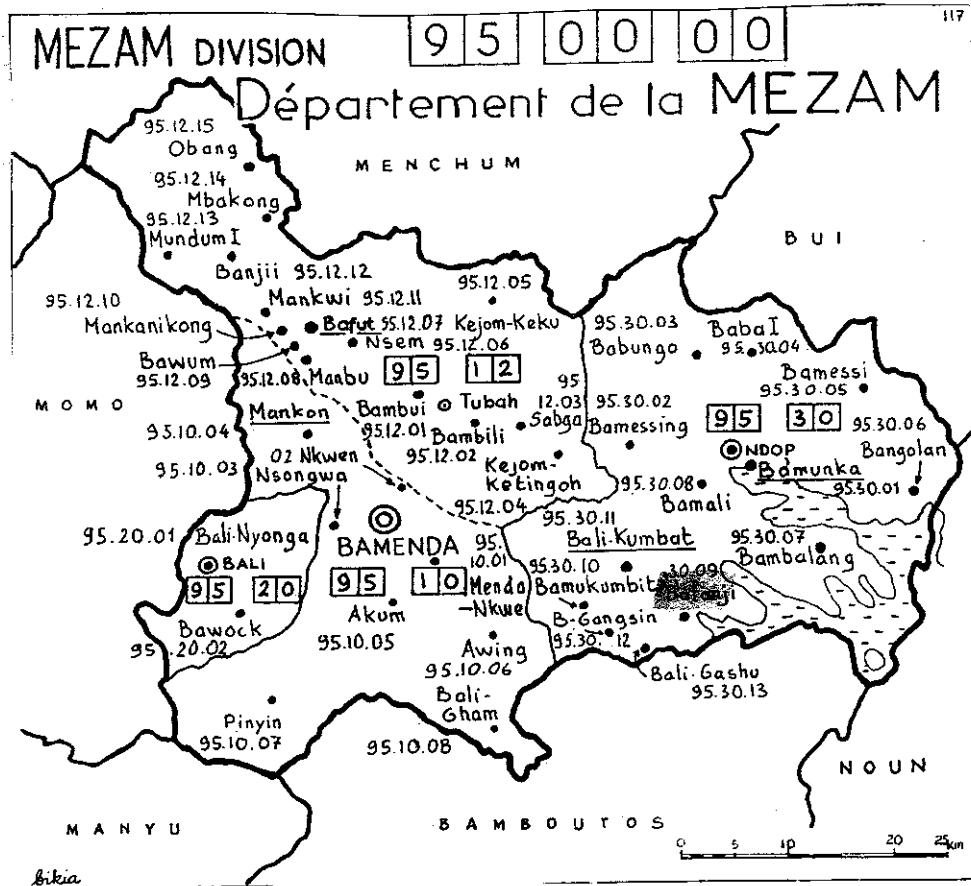 117
MEZAM DIVISION 95 00 00
Département de la MEZAM
95.12.15
Obang
MENCHUM
95.12.14
Mbakong
95.12.13
Mundum I
BUI
Banjii 95.12.12
95.12.10
Mankwi 95.12.11
95.12.05
Mankanikong
Bafut 95.12.07
Kejom-Keku
95.30.03
Baba I
Nsem 95.12.06
Babungo
95.30.04
Bawum
95.12.09
95.12.08 Manbu
95 12
Bamessi
95.30.05
MOMO
Mankon
Bambui
95.12.01
Tubah
95
12.03
Sabga
95.30.02
Bamessing
95 30
95.30.06
Bangolan
95.10.04
Bambili
95.12.02
NDOP
Bamunka
95.10.03
02 Nkwen
Nsongwa
Kejom-
Ketingoh
95.12.04
95.30.08
Bamali
95.30.01
95.20.01
Bali-Nyonga
BALI
95 20
BAMENDA
95.
10.01
95.30.11
Bali-Kumbat
95.30.07
Bambalang
95 10
Menda
-Nkwe
95.30.10
Bamukumbit
30.09
Bawock
95.20.02
Akum
95.10.05
B-Gangsin
95.30.12
Awing
95.10.06
Bali-Gashu
95.30.13
Bali-
Gham
Pinyin
95.10.07
95.10.08
NOUN
MANYU
BAMBOUTOS
0 5 10 20 25km
bikia